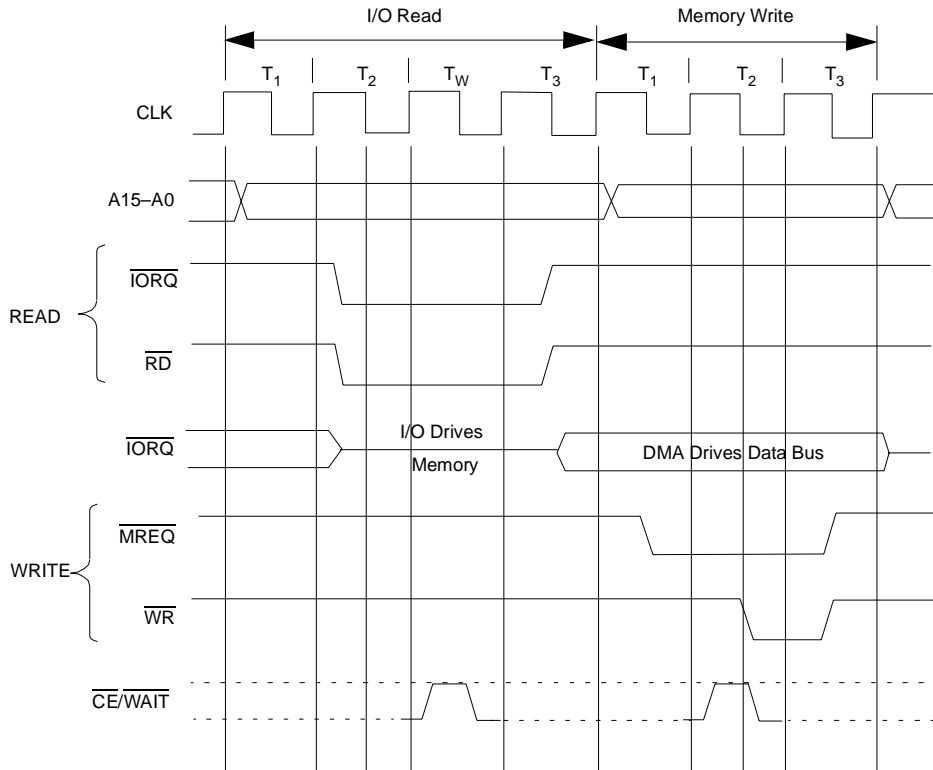 I/O Read Memory Write
T1 T2 TW T3 T1 T2 T3
CLK
A15–A0
READ
IORQ
RD
IORQ
I/O Drives
Memory
DMA Drives Data Bus
WRITE
MREQ
WR
CE/WAIT